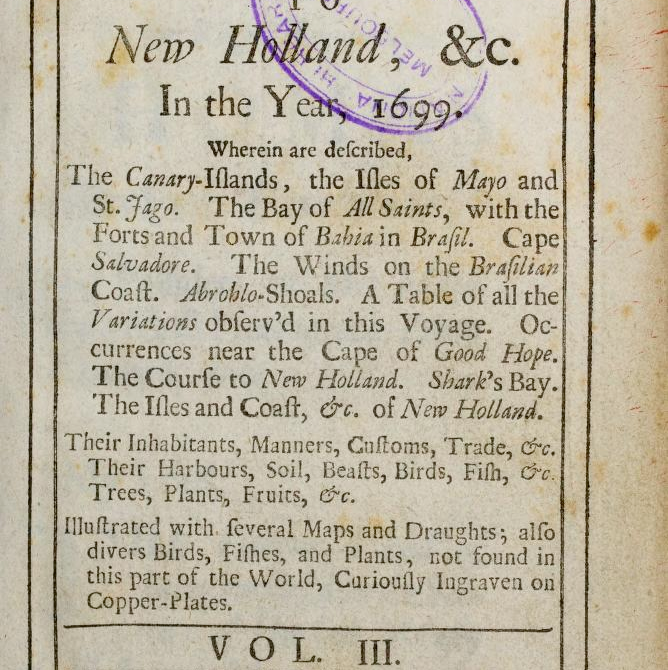 TO
New Holland, &c.
In the Year, 1699.
Wherein are deſcribed,
The Canary-Iſlands, the Iſles of Mayo and
St. Jago. The Bay of All Saints, with the
Forts and Town of Bahia in Braſil. Cape
Salvadore. The Winds on the Braſilian
Coaſt. Abrohlo-Shoals. A Table of all the
Variations obſerv'd in this Voyage. Oc-
currences near the Cape of Good Hope.
The Courſe to New Holland. Shark's Bay.
The Iſles and Coaſt, &c. of New Holland.
Their Inhabitants, Manners, Cuſtoms, Trade, &c.
Their Harbours, Soil, Beaſts, Birds, Fiſh, &c.
Trees, Plants, Fruits, &c.
Illuſtrated with ſeveral Maps and Draughts; alſo
divers Birds, Fiſhes, and Plants, not found in
this part of the World, Curiouſly Ingraven on
Copper-Plates.
VOL. III.